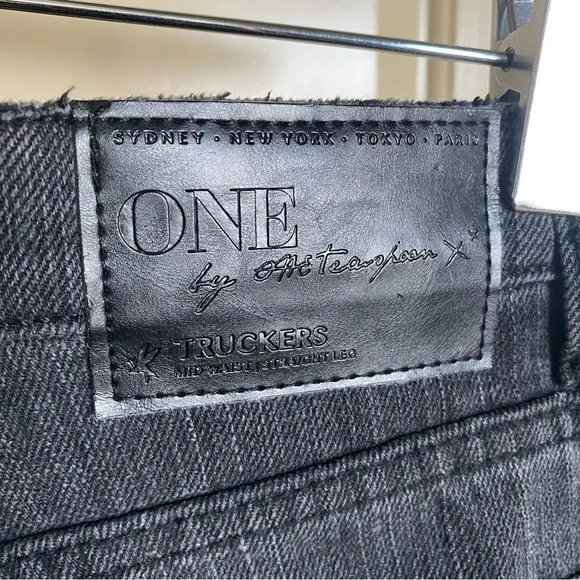 SYDNEY · NEW YORK · TOKYO · PARIS
ONE
by ONE teaspoon X*
TRUCKERS
MID WAIST | STRAIGHT LEG